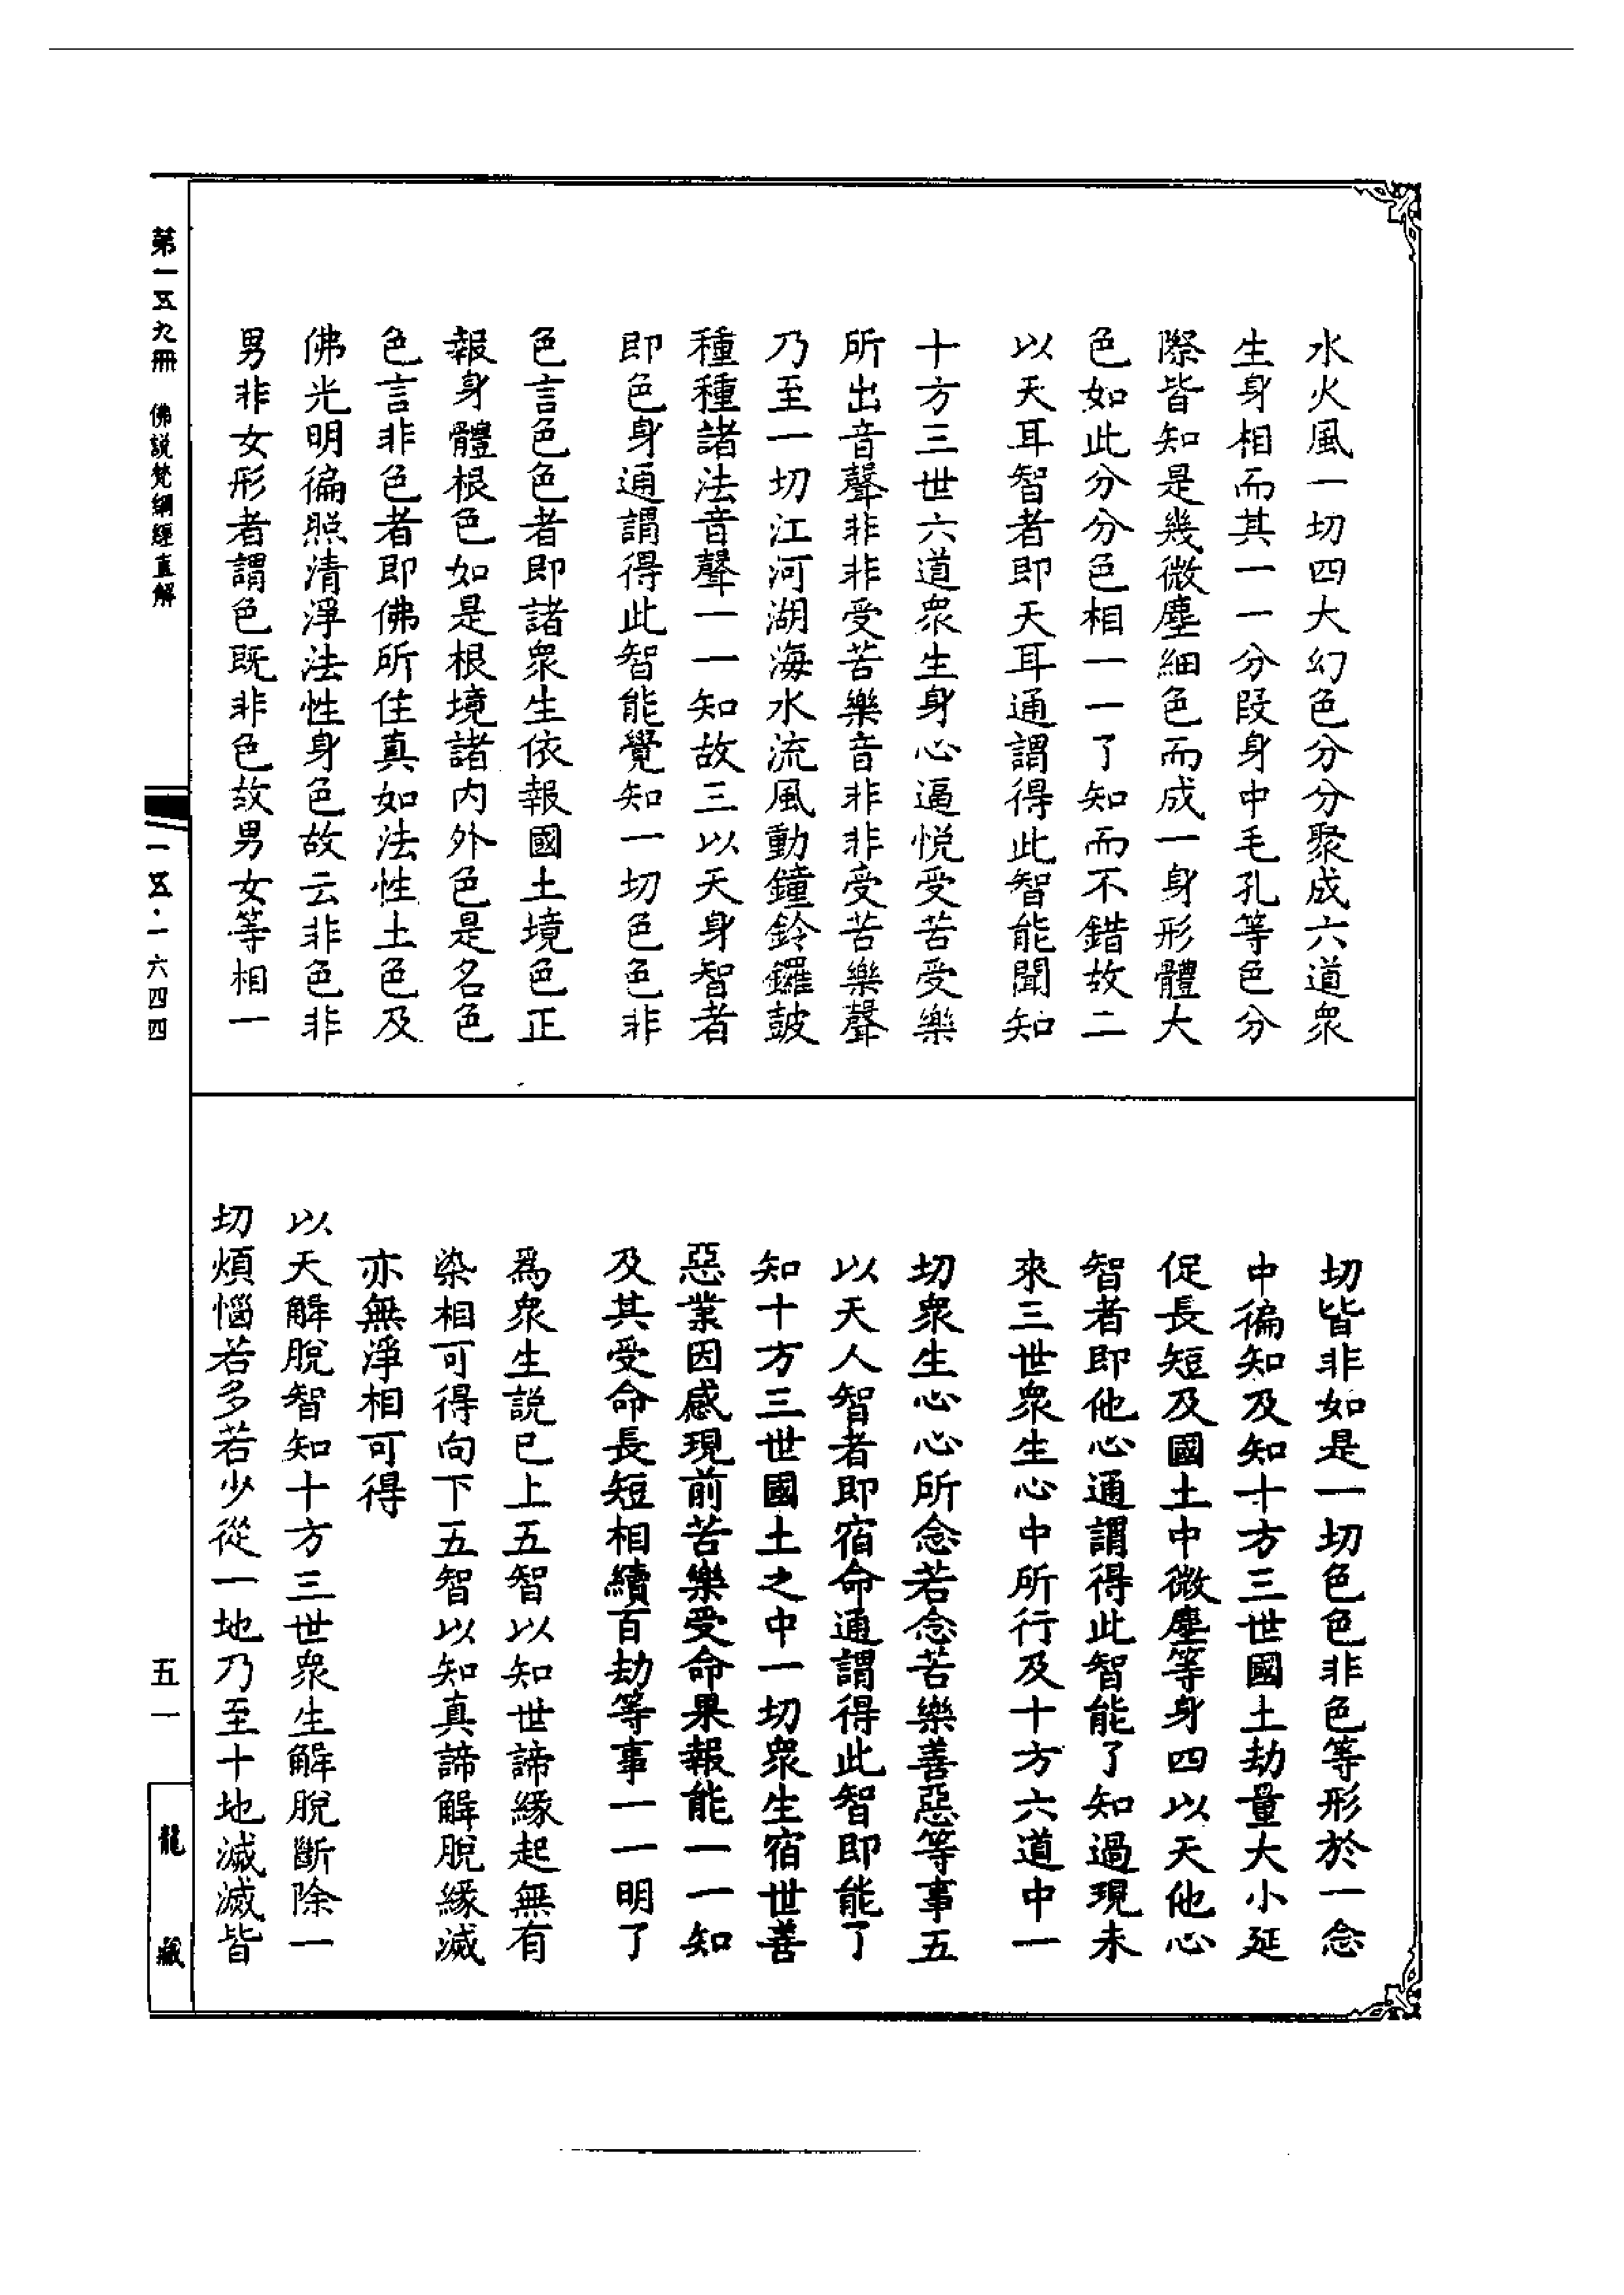 水火風一切四大幻色分分聚成六道衆
生身相而其一一分段身中毛孔等色分
際皆知是幾微塵細色而成一身形體大
色如此分分色相一一了知而不錯故二
以天耳智者即天耳通謂得此智能聞知
十方三世六道衆生身心逼悅受苦受樂
所出音聲非非受苦樂音非非受苦樂聲
乃至一切江河湖海水流風動鐘鈴鑼鼓
種種諸法音聲一一知故三以天身智者
即色身通謂得此智能覺知一切色色非
色言色色者即諸衆生依報國土境色正
報身體根色如是根境諸內外色是名色
色言非色者即佛所住真如法性土色及
佛光明徧照清淨法性身色故云非色非
男非女形者謂色既非色故男女等相一
切皆非如是一切色色非色等形於一念
中徧知及知十方三世國土劫量大小延
促長短及國土中微塵等身四以天他心
智者即他心通謂得此智能了知過現未
來三世衆生心中所行及十方六道中一
切衆生心心所念若念苦樂善惡等事五
以天人智者即宿命通謂得此智即能了
知十方三世國土之中一切衆生宿世善
惡業因感現前苦樂受命果報能一一知
及其受命長短相續百劫等事一一明了
爲衆生説已上五智以知世諦緣起無有
染相可得向下五智以知真諦解脫緣滅
亦無淨相可得
以天解脫智知十方三世衆生解脫斷除一
切煩惱若多若少從一地乃至十地滅滅皆
第一五九冊 佛説梵綱經直解
一五·一六四四
五一
龍藏